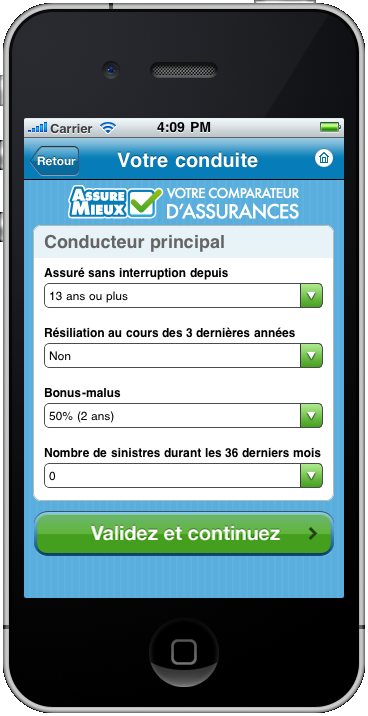 Carrier 4:09 PM
Retour Votre conduite
ASSURE MIEUX
VOTRE COMPARATEUR
D'ASSURANCES
Conducteur principal
Assuré sans interruption depuis
13 ans ou plus
Résiliation au cours des 3 dernières années
Non
Bonus-malus
50% (2 ans)
Nombre de sinistres durant les 36 derniers mois
0
Validez et continuez